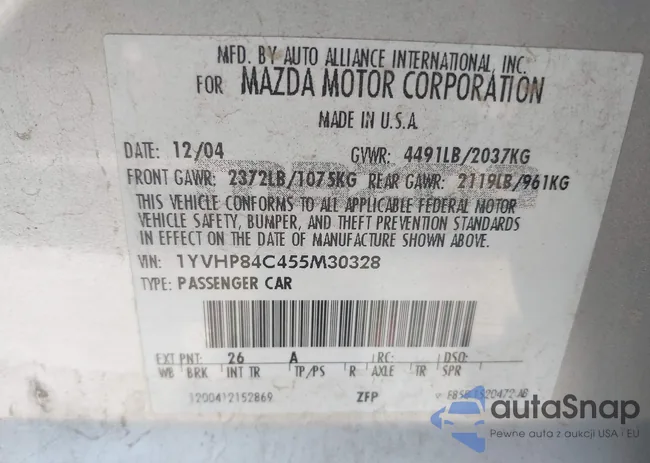 MFD. BY AUTO ALLIANCE INTERNATIONAL, INC.
FOR MAZDA MOTOR CORPORATION
MADE IN U.S.A.
DATE: 12/04 GVWR: 4491LB/2037KG
FRONT GAWR: 2372LB/1075KG REAR GAWR: 2119LB/961KG
THIS VEHICLE CONFORMS TO ALL APPLICABLE FEDERAL MOTOR
VEHICLE SAFETY, BUMPER, AND THEFT PREVENTION STANDARDS
IN EFFECT ON THE DATE OF MANUFACTURE SHOWN ABOVE.
VIN: 1YVHP84C455M30328
TYPE: PASSENGER CAR
EXT PNT: 26 A RC: DSO:
WB BRK INT TR TP/PS R AXLE TR SPR
1200412152869 ZFP
autoSnap
Pewne auto z aukcji USA i EU